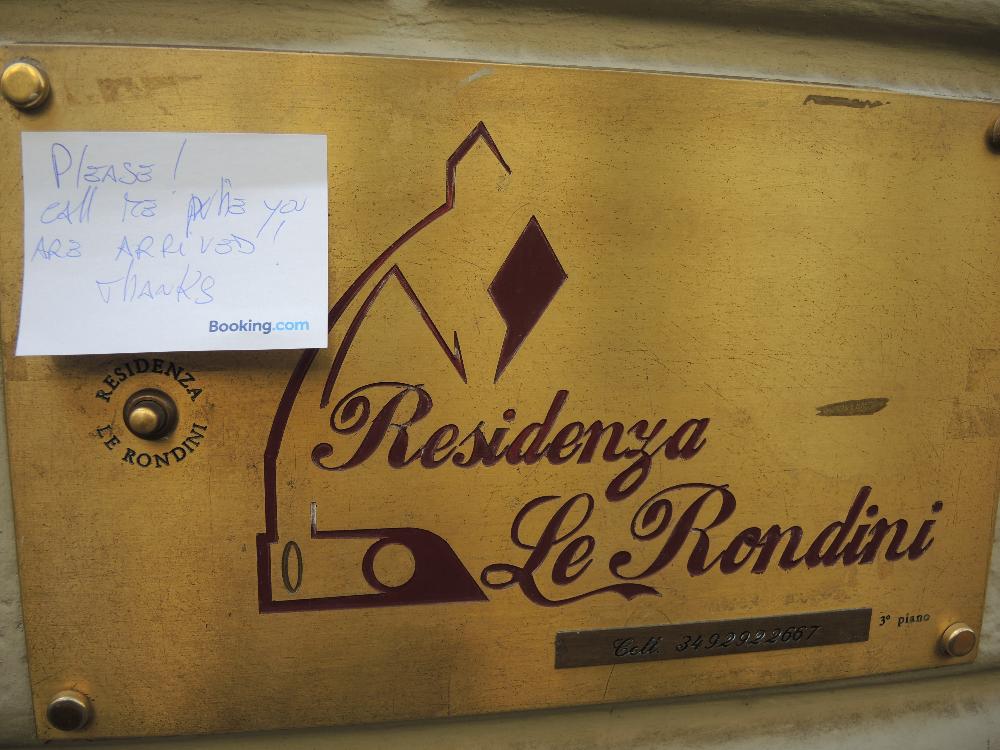 PLEASE!
CALL ME you
ARE ARRIVED!
THANKS
Booking.com
RESIDENZA
LE RONDINI
Residenza
Le Rondini
Cell. 3492922667
3° piano